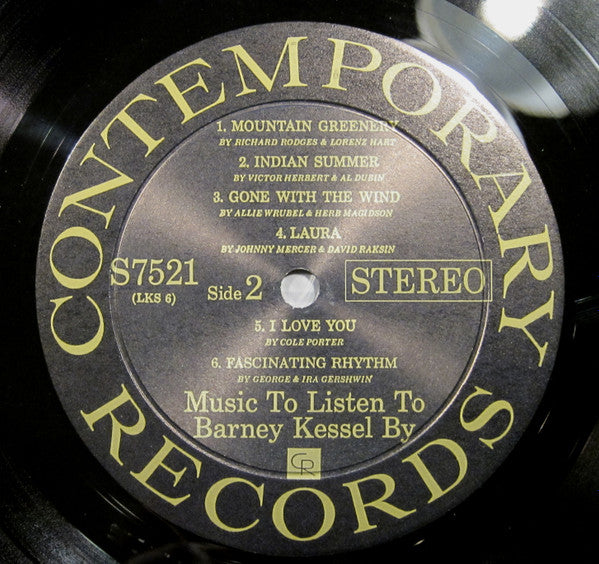 CONTEMPORARY
1. MOUNTAIN GREENERY
BY RICHARD RODGES & LORENZ HART
2. INDIAN SUMMER
BY VICTOR HERBERT & AL DUBIN
3. GONE WITH THE WIND
BY ALLIE WRUBEL & HERB MAGIDSON
4. LAURA
BY JOHNNY MERCER & DAVID RAKSIN
S7521
(LKS 6)
Side 2
STEREO
5. I LOVE YOU
BY COLE PORTER
6. FASCINATING RHYTHM
BY GEORGE & IRA GERSHWIN
Music To Listen To
Barney Kessel By
CR
RECORDS